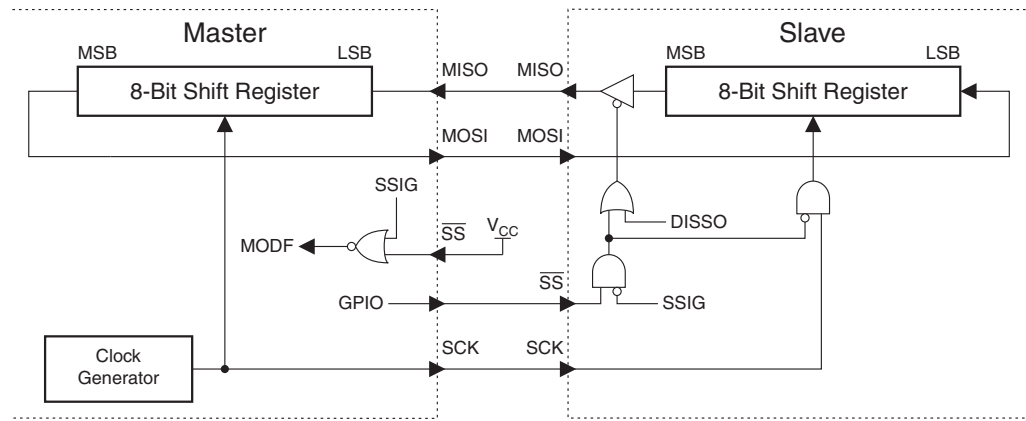 Master
Slave
MSB
LSB
MSB
LSB
8-Bit Shift Register
MISO
MISO
8-Bit Shift Register
MOSI
MOSI
SSIG
SS
VCC
MODF
DISSO
GPIO
SS
SSIG
SCK
SCK
Clock
Generator